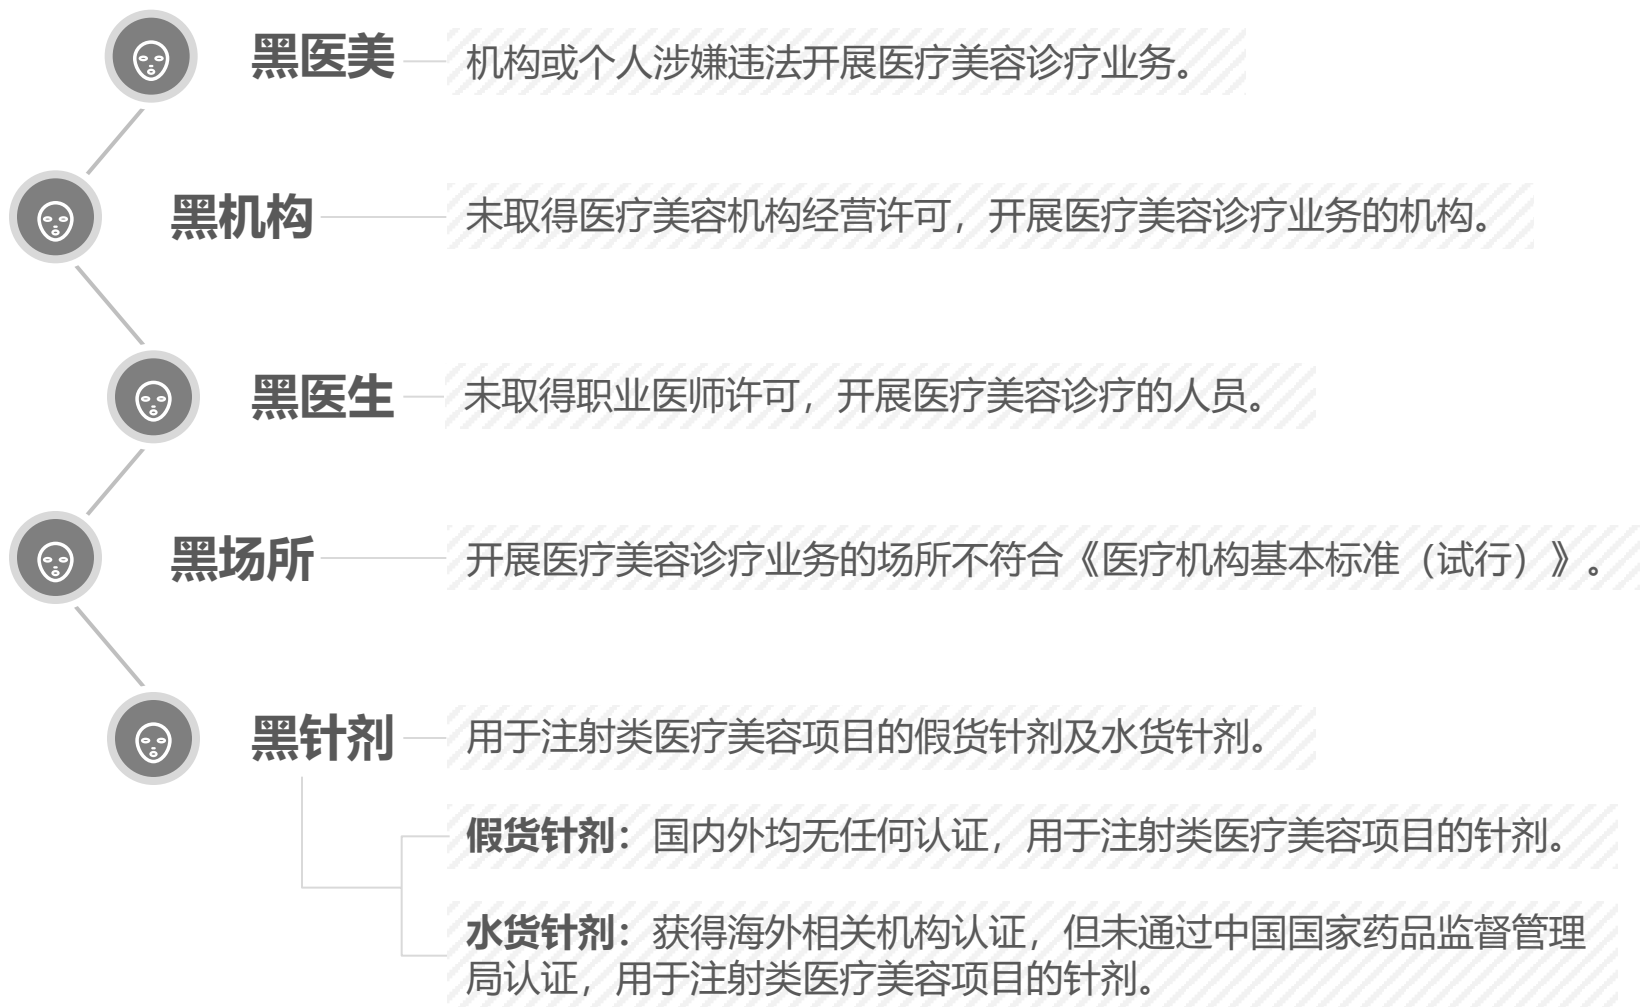 黑医美 机构或个人涉嫌违法开展医疗美容诊疗业务。
黑机构 未取得医疗美容机构经营许可，开展医疗美容诊疗业务的机构。
黑医生 未取得职业医师许可，开展医疗美容诊疗的人员。
黑场所 开展医疗美容诊疗业务的场所不符合《医疗机构基本标准（试行）》。
黑针剂 用于注射类医疗美容项目的假货针剂及水货针剂。
假货针剂：国内外均无任何认证，用于注射类医疗美容项目的针剂。
水货针剂：获得海外相关机构认证，但未通过中国国家药品监督管理
局认证，用于注射类医疗美容项目的针剂。